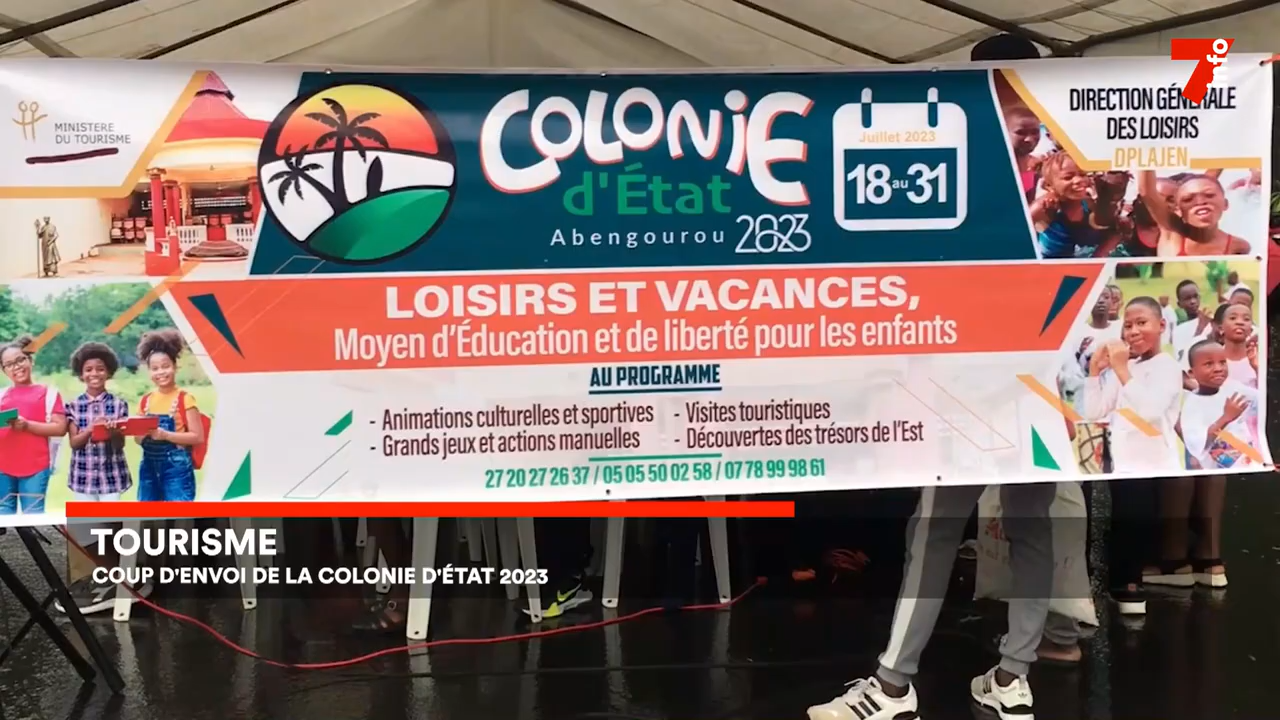 7info
MINISTERE
DU TOURISME
COLONIE
d'État
Abengourou 2023
Juillet 2023
18 au 31
DIRECTION GÉNÉRALE
DES LOISIRS
DPLAJEN
LOISIRS ET VACANCES,
Moyen d'Éducation et de liberté pour les enfants
AU PROGRAMME
- Animations culturelles et sportives
- Grands jeux et actions manuelles
- Visites touristiques
- Découvertes des trésors de l'Est
27 20 27 26 37 / 05 05 50 02 58 / 07 78 99 98 61
TOURISME
COUP D'ENVOI DE LA COLONIE D'ÉTAT 2023